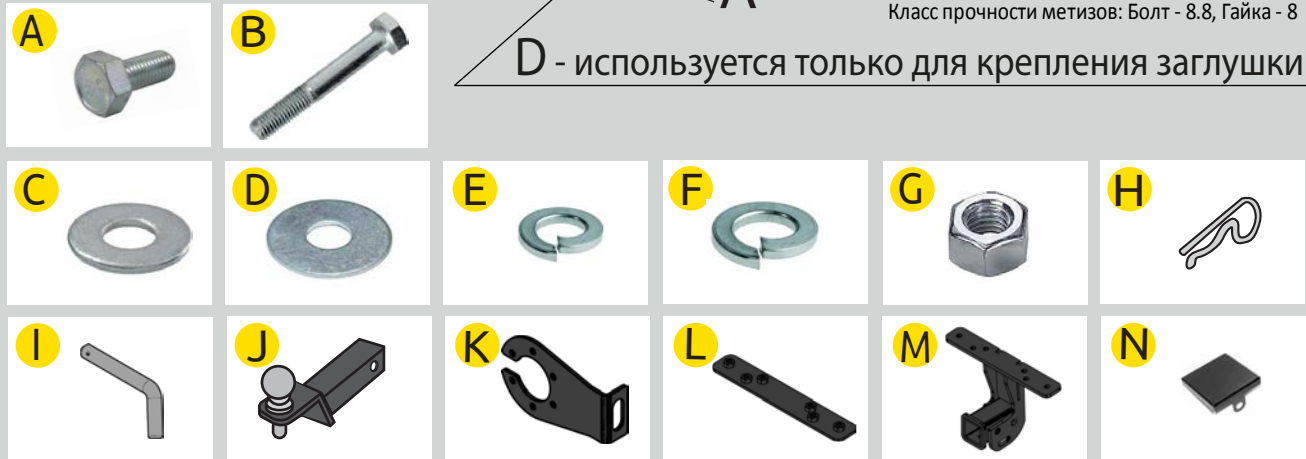 A
Класс прочности метизов: Болт - 8.8, Гайка - 8
D - используется только для крепления заглушки
A B
C D E F G H
I J K L M N